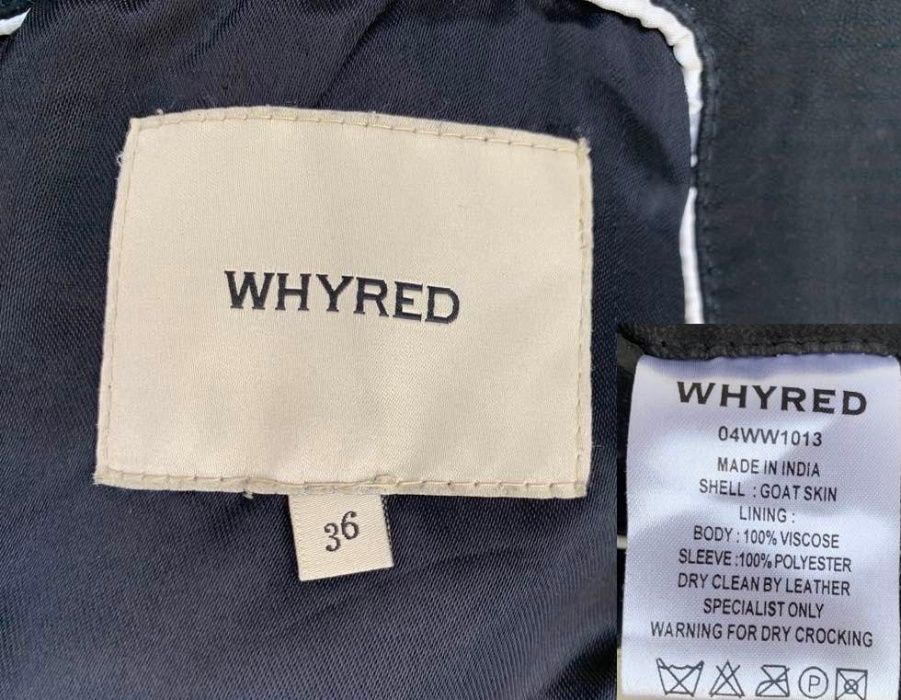 WHYRED
36
WHYRED
04WW1013
MADE IN INDIA
SHELL : GOAT SKIN
LINING :
BODY : 100% VISCOSE
SLEEVE :100% POLYESTER
DRY CLEAN BY LEATHER
SPECIALIST ONLY
WARNING FOR DRY CROCKING
P